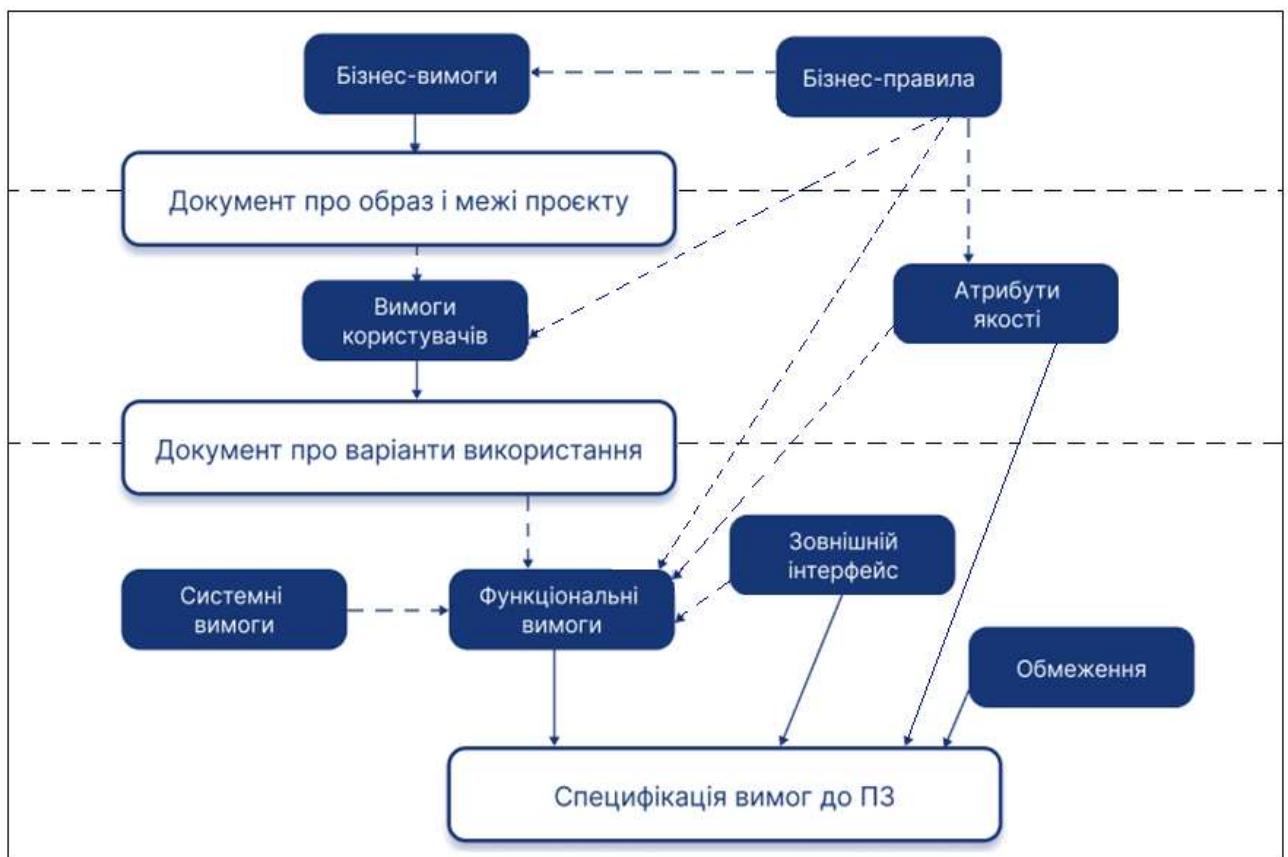 Бізнес-вимоги
Бізнес-правила
Документ про образ і межі проєкту
Вимоги
користувачів
Атрибути
якості
Документ про варіанти використання
Зовнішній
інтерфейс
Системні
вимоги
Функціональні
вимоги
Обмеження
Специфікація вимог до ПЗ